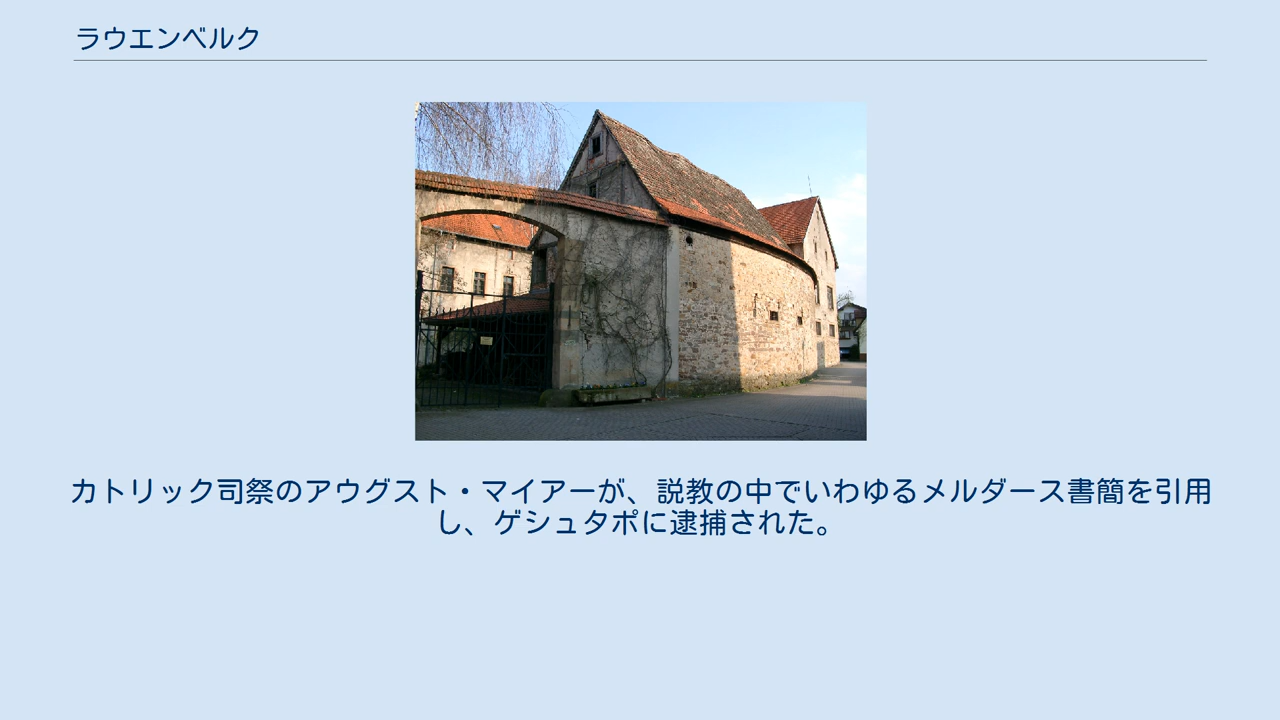 ラウエンベルク
カトリック司祭のアウグスト・マイアーが、説教の中でいわゆるメルダース書簡を引用
し、ゲシュタポに逮捕された。